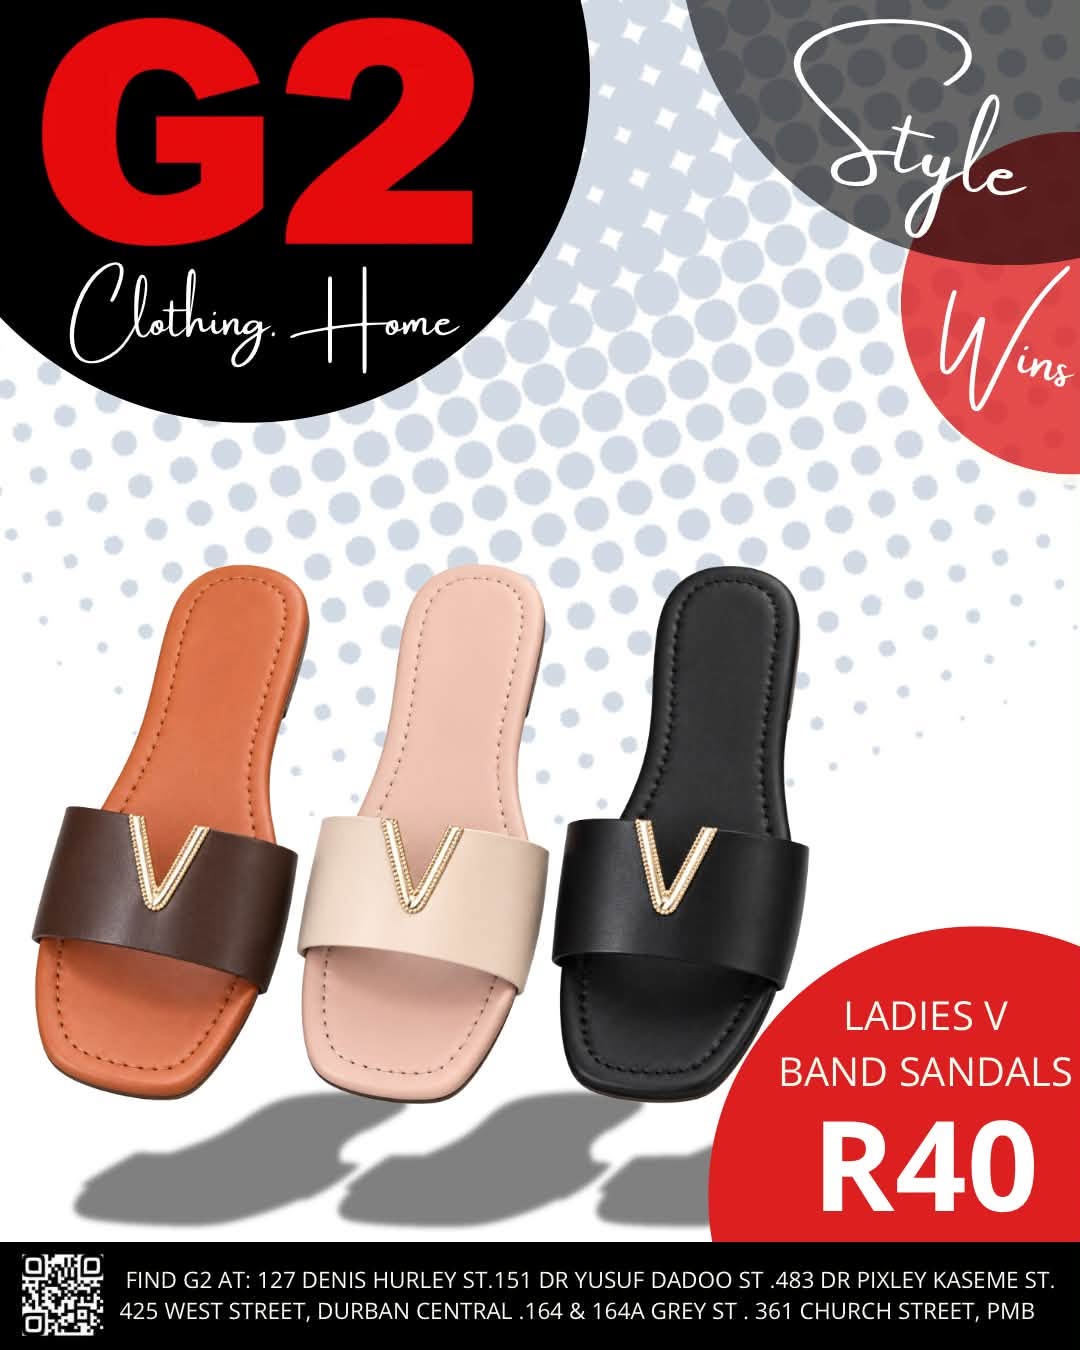 G2
Clothing. Home
Style
Wins
LADIES V
BAND SANDALS
R40
FIND G2 AT: 127 DENIS HURLEY ST.151 DR YUSUF DADOO ST .483 DR PIXLEY KASEME ST.
425 WEST STREET, DURBAN CENTRAL .164 & 164A GREY ST . 361 CHURCH STREET, PMB